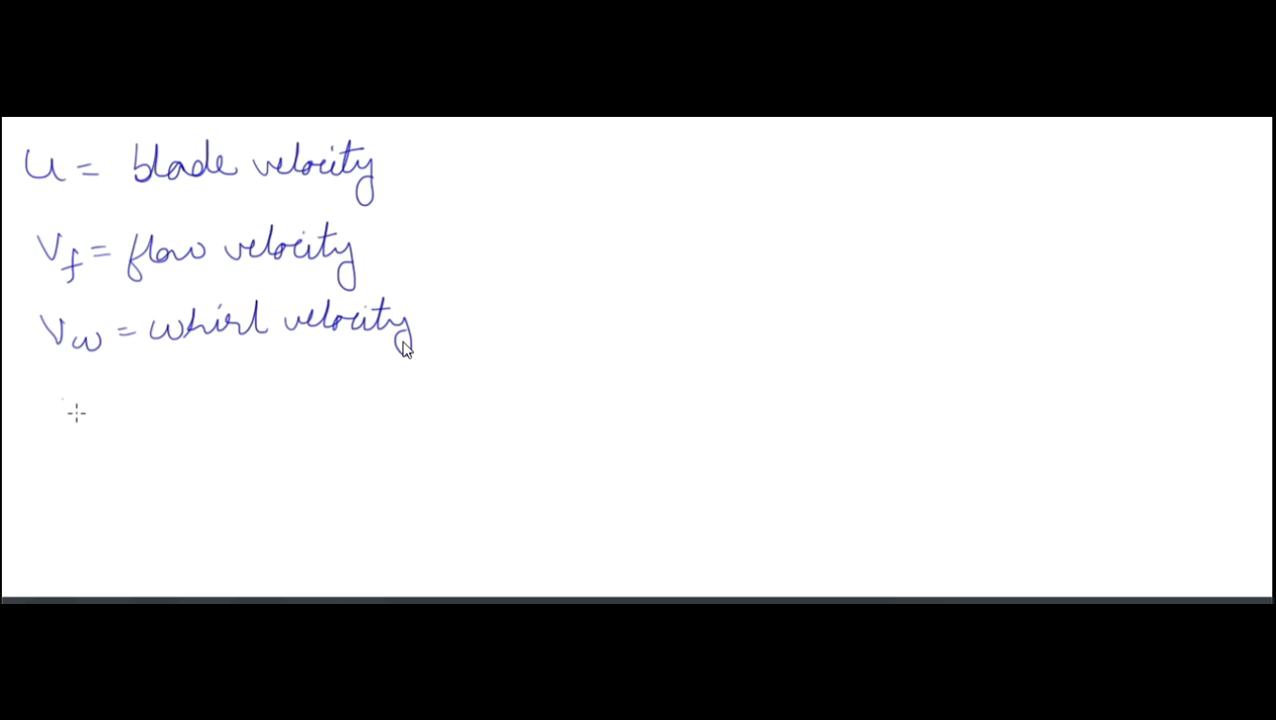 u = blade velocity
Vf = flow velocity
Vw = whirl velocity